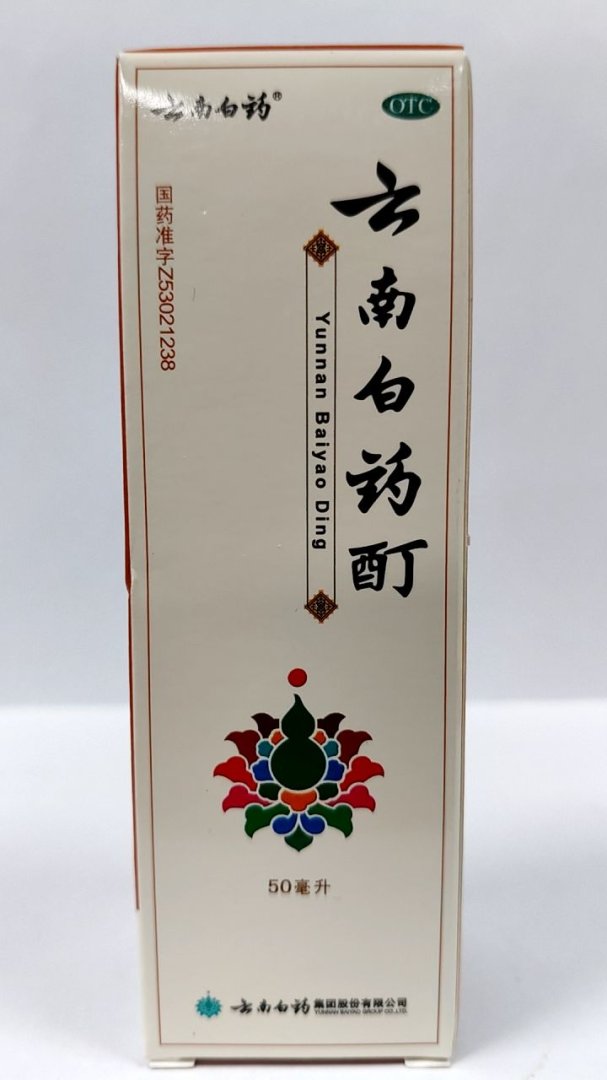 云南白药®
OTC
国药准字Z53021238
云南白药酊
Yunnan Baiyao Ding
50毫升
云南白药集团股份有限公司
YUNNAN BAIYAO GROUP CO.,LTD.